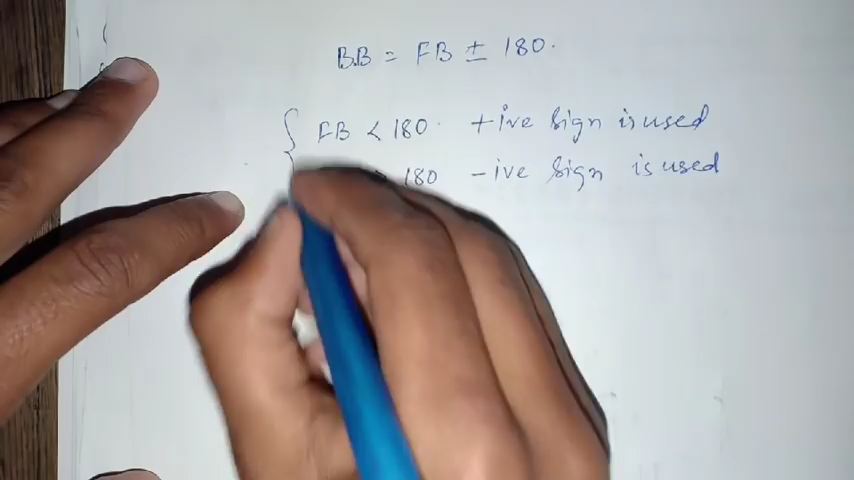 BB = FB ± 180.
FB < 180. +ive sign is used
> 180 -ive sign is used